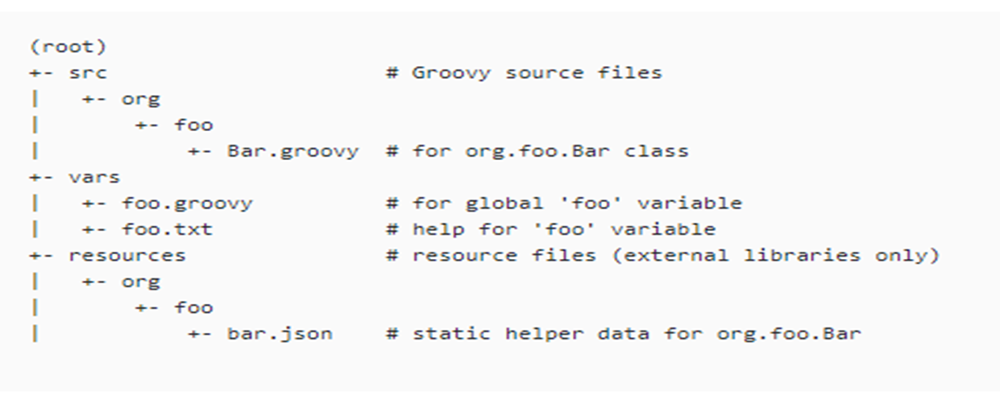 (root)
+- src                     # Groovy source files
|   +- org
|       +- foo
|           +- Bar.groovy  # for org.foo.Bar class
+- vars
|   +- foo.groovy          # for global 'foo' variable
|   +- foo.txt             # help for 'foo' variable
+- resources               # resource files (external libraries only)
|   +- org
|       +- foo
|           +- bar.json    # static helper data for org.foo.Bar